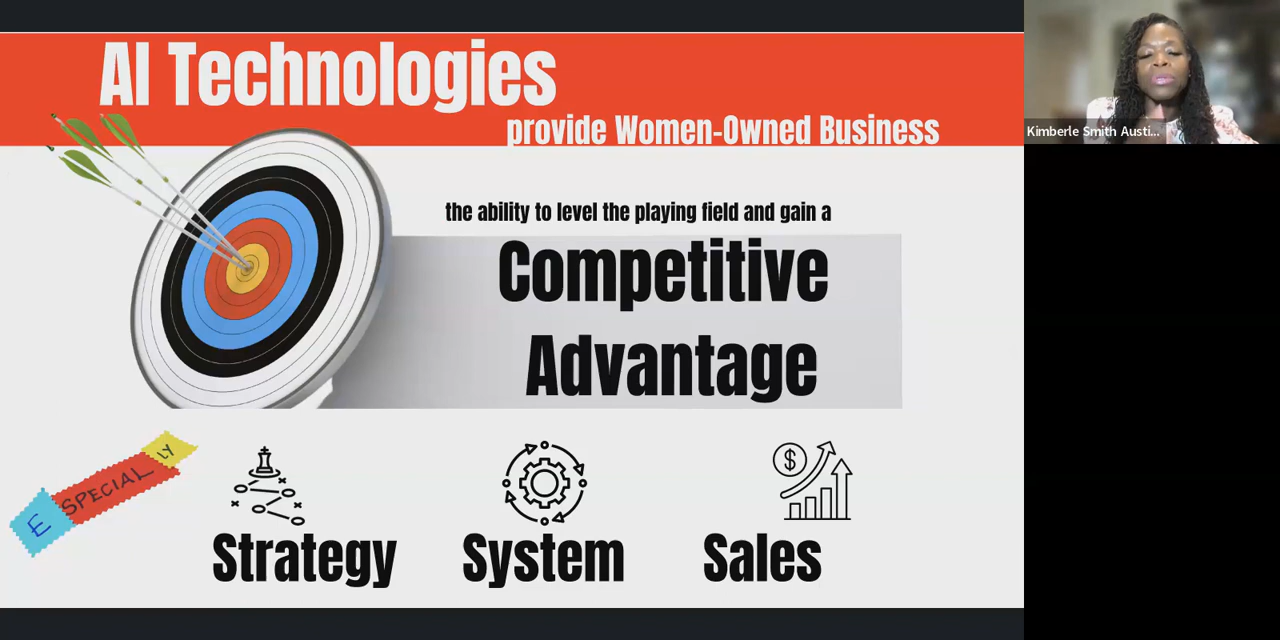 AI Technologies
provide Women-Owned Business
the ability to level the playing field and gain a
Competitive
Advantage
E SPECIAL LY
Strategy
System
Sales
Kimberle Smith Austi...